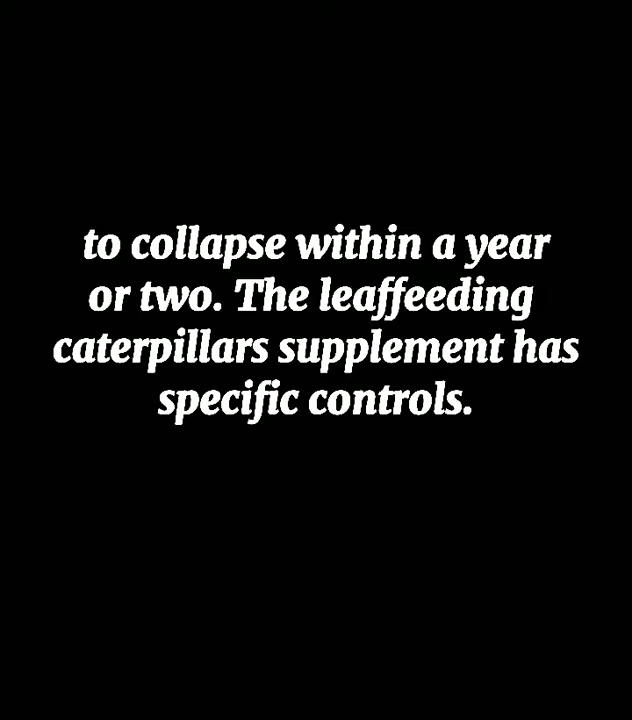 to collapse within a year
or two. The leaffeeding
caterpillars supplement has
specific controls.